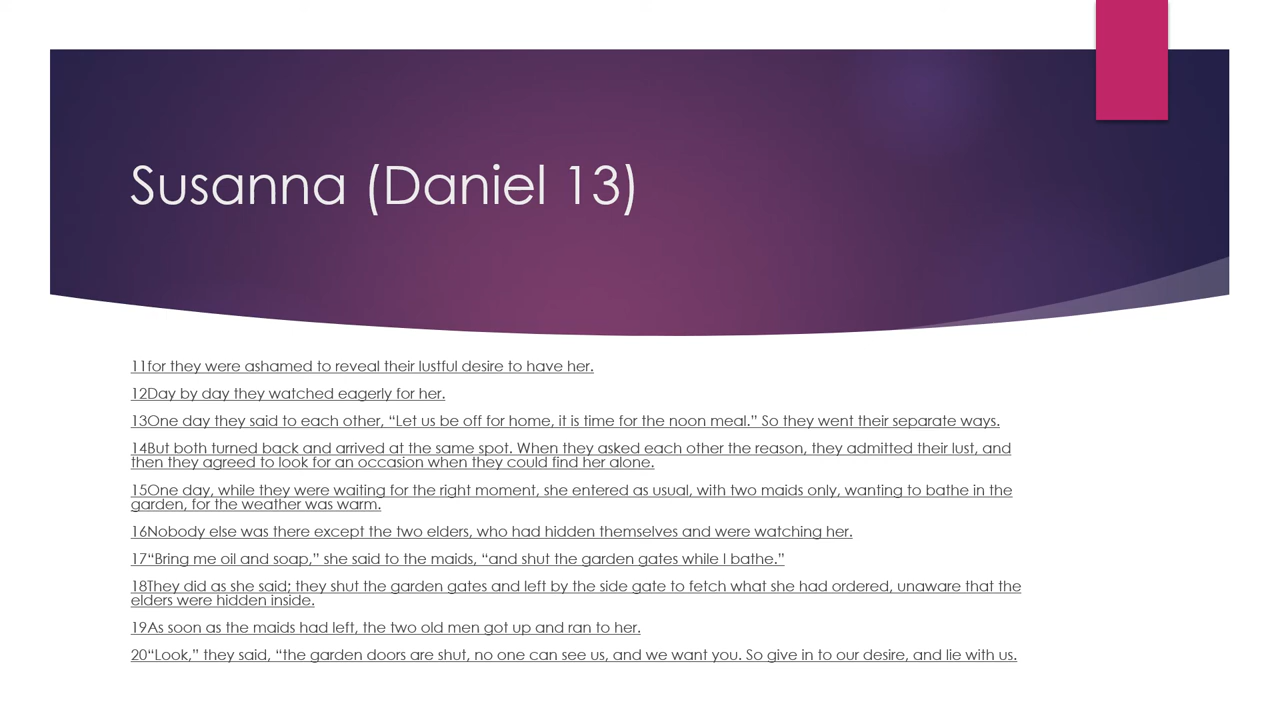 Susanna (Daniel 13)
11for they were ashamed to reveal their lustful desire to have her.
12Day by day they watched eagerly for her.
13One day they said to each other, “Let us be off for home, it is time for the noon meal.” So they went their separate ways.
14But both turned back and arrived at the same spot. When they asked each other the reason, they admitted their lust, and
then they agreed to look for an occasion when they could find her alone.
15One day, while they were waiting for the right moment, she entered as usual, with two maids only, wanting to bathe in the
garden, for the weather was warm.
16Nobody else was there except the two elders, who had hidden themselves and were watching her.
17“Bring me oil and soap,” she said to the maids, “and shut the garden gates while I bathe.”
18They did as she said; they shut the garden gates and left by the side gate to fetch what she had ordered, unaware that the
elders were hidden inside.
19As soon as the maids had left, the two old men got up and ran to her.
20“Look,” they said, “the garden doors are shut, no one can see us, and we want you. So give in to our desire, and lie with us.